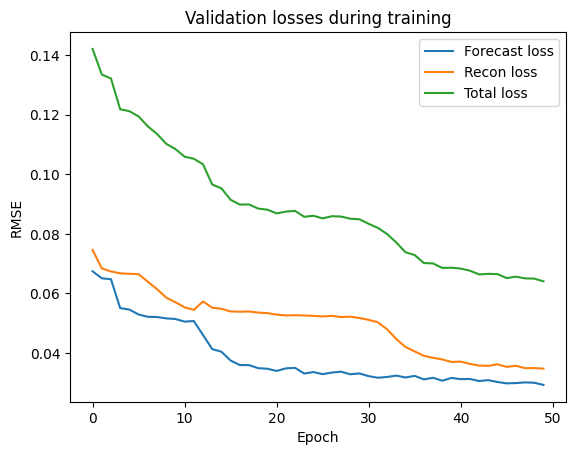 Validation losses during training
Forecast loss
Recon loss
Total loss
0.14
0.12
0.10
0.08
0.06
0.04
RMSE
0
10
20
30
40
50
Epoch